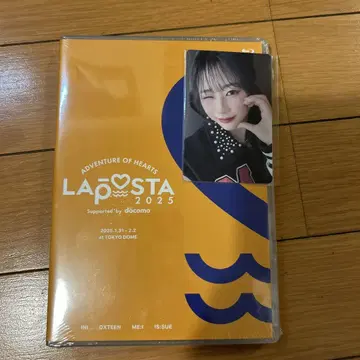 ADVENTURE OF HEARTS
LAPOSTA
2025
Supported by docomo
2025.1.31 - 2.2
at TOKYO DOME
INI DXTEEN ME:I IS:SUE